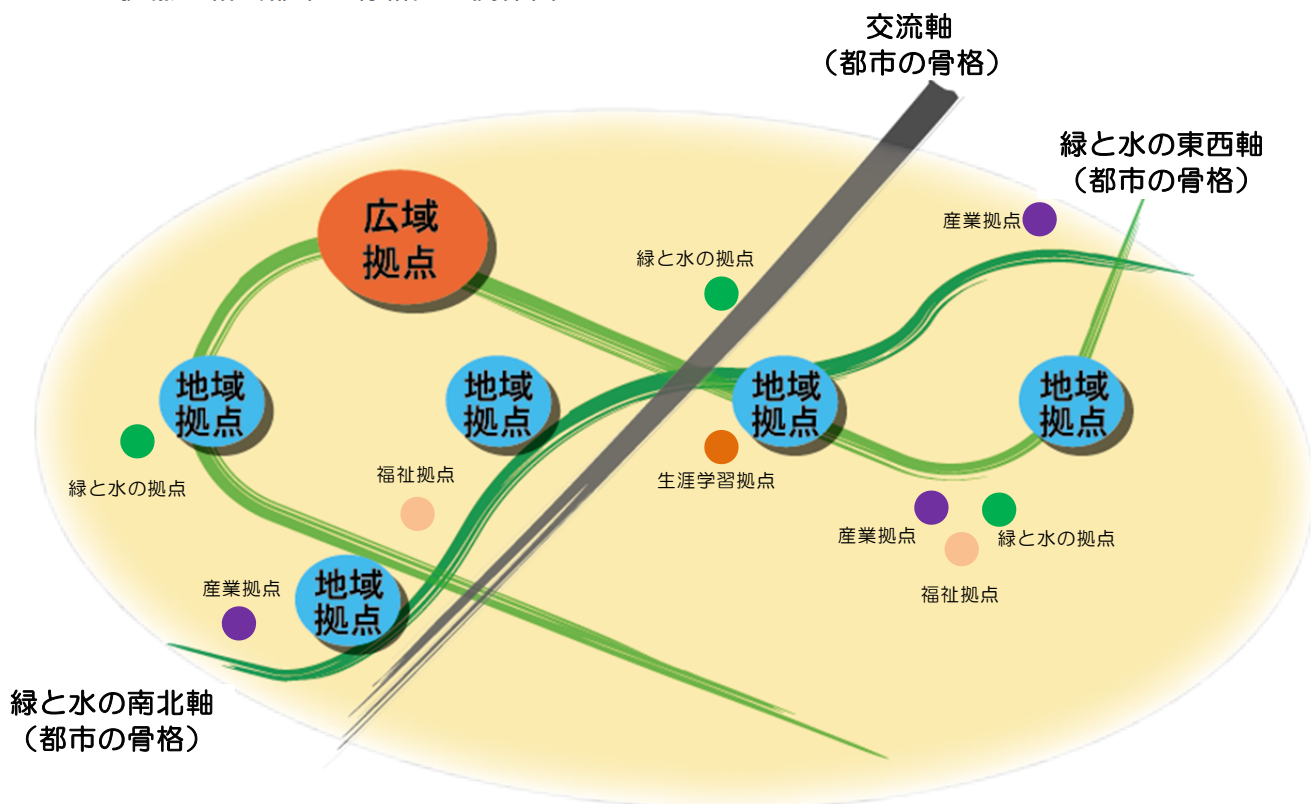 交流軸
（都市の骨格）
緑と水の東西軸
（都市の骨格）
広域
拠点
産業拠点
緑と水の拠点
地域
拠点
地域
拠点
地域
拠点
地域
拠点
緑と水の拠点
福祉拠点
生涯学習拠点
産業拠点
緑と水の拠点
福祉拠点
地域
拠点
産業拠点
緑と水の南北軸
（都市の骨格）